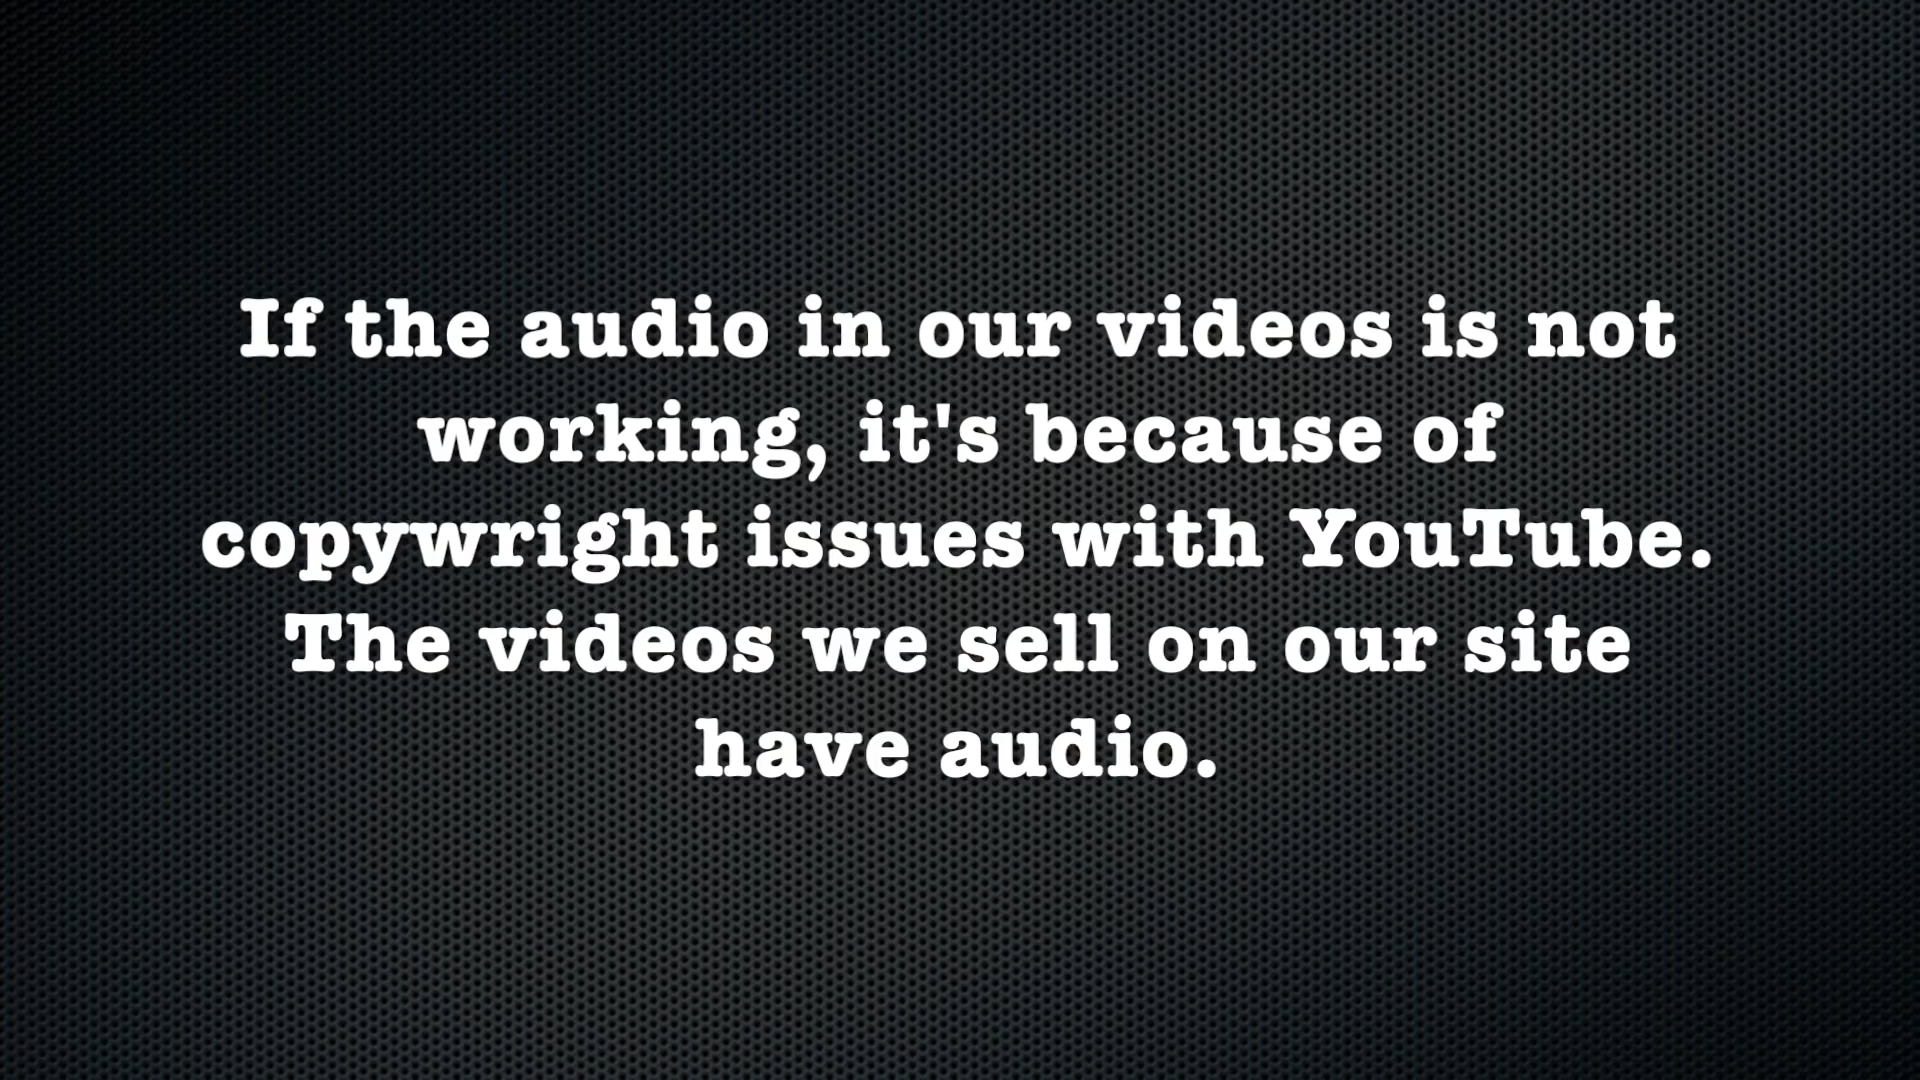 If the audio in our videos is not
working, it's because of
copywright issues with YouTube.
The videos we sell on our site
have audio.